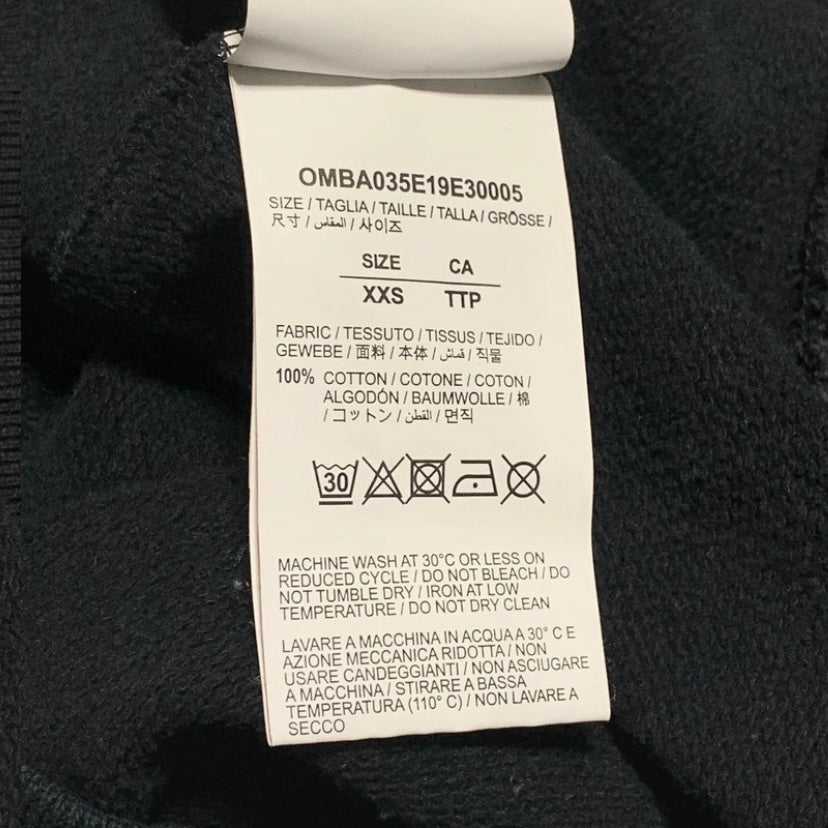 OMBA035E19E30005
SIZE / TAGLIA / TAILLE / TALLA / GRÖSSE /
尺寸 / المقاس / 사이즈
SIZE CA
XXS TTP
FABRIC / TESSUTO / TISSUS / TEJIDO /
GEWEBE / 面料 / 本体 / قماش / 직물
100% COTTON / COTONE / COTON /
ALGODÓN / BAUMWOLLE / 棉
/ コットン / القطن / 면직
30
MACHINE WASH AT 30°C OR LESS ON
REDUCED CYCLE / DO NOT BLEACH / DO
NOT TUMBLE DRY / IRON AT LOW
TEMPERATURE / DO NOT DRY CLEAN
LAVARE A MACCHINA IN ACQUA A 30° C E
AZIONE MECCANICA RIDOTTA / NON
USARE CANDEGGIANTI / NON ASCIUGARE
A MACCHINA / STIRARE A BASSA
TEMPERATURA (110° C) / NON LAVARE A
SECCO